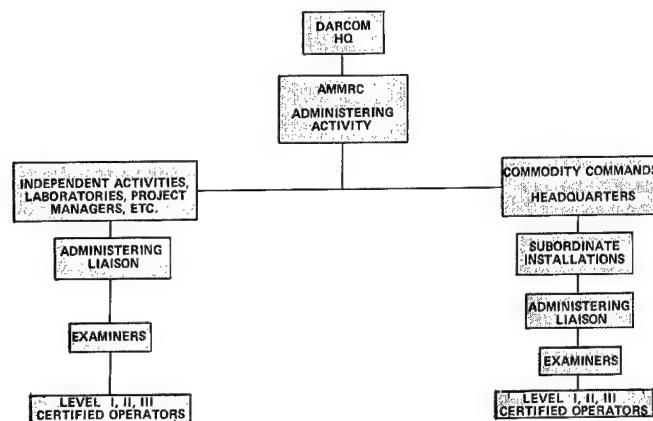 DARCOM
HQ
AMMRC
ADMINISTERING
ACTIVITY
INDEPENDENT ACTIVITIES,
LABORATORIES, PROJECT
MANAGERS, ETC.
ADMINISTERING
LIAISON
EXAMINERS
LEVEL I, II, III
CERTIFIED OPERATORS
COMMODITY COMMANDS
HEADQUARTERS
SUBORDINATE
INSTALLATIONS
ADMINISTERING
LIAISON
EXAMINERS
LEVEL I, II, III
CERTIFIED OPERATORS